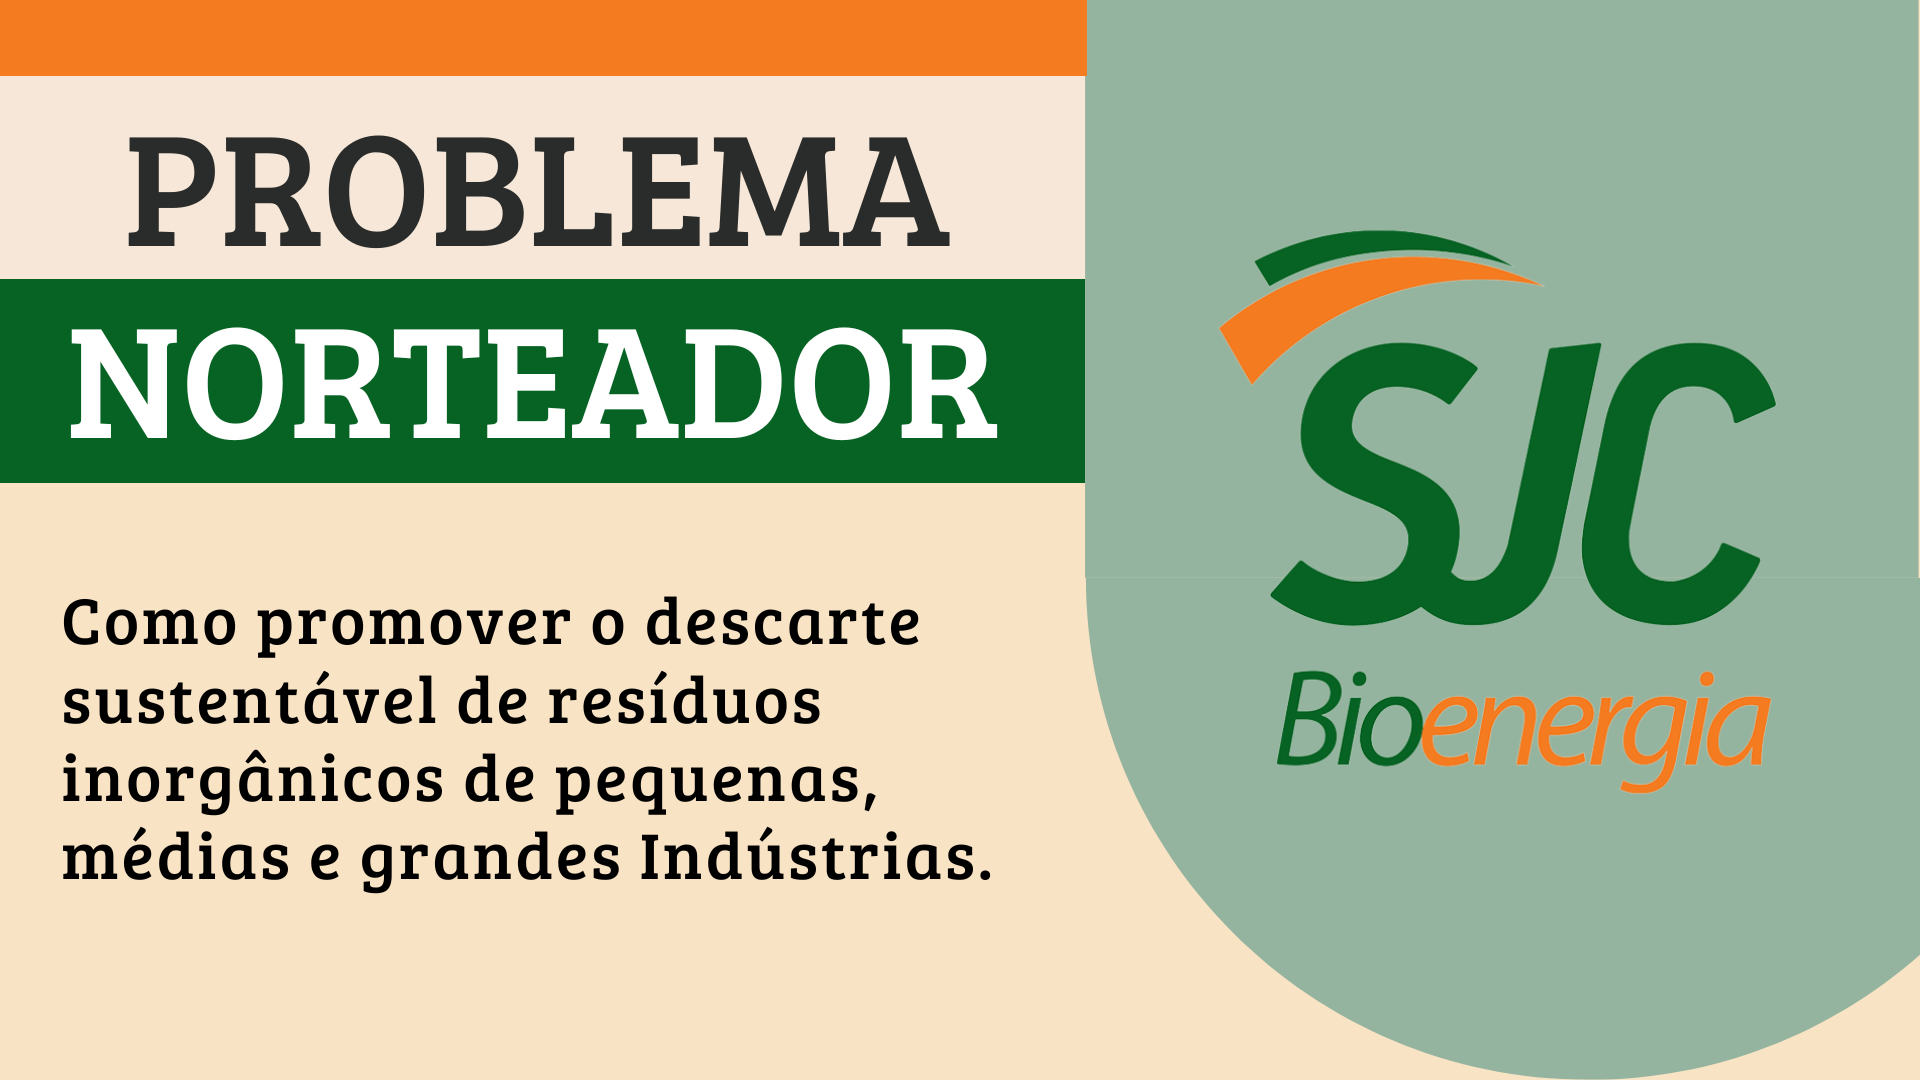 PROBLEMA
NORTEADOR
Como promover o descarte
sustentável de resíduos
inorgânicos de pequenas,
médias e grandes Indústrias.
SJC
Bioenergia